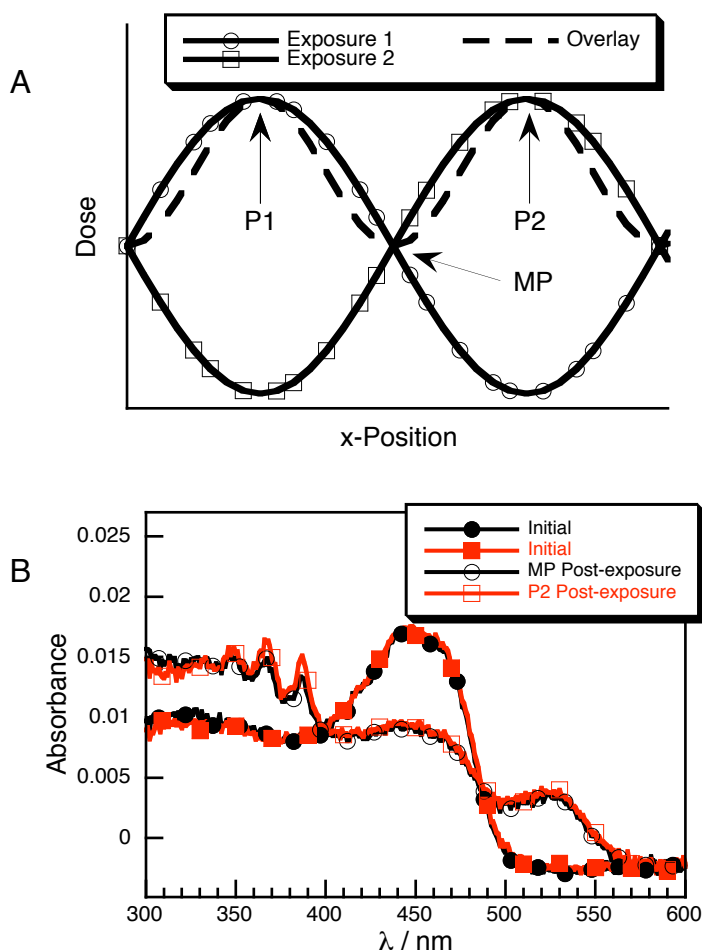 A
Exposure 1
Overlay
Exposure 2
P1
P2
MP
Dose
x-Position
B
Initial
Initial
MP Post-exposure
P2 Post-exposure
0.025
0.02
0.015
0.01
0.005
0
Absorbance
300 350 400 450 500 550 600
λ / nm